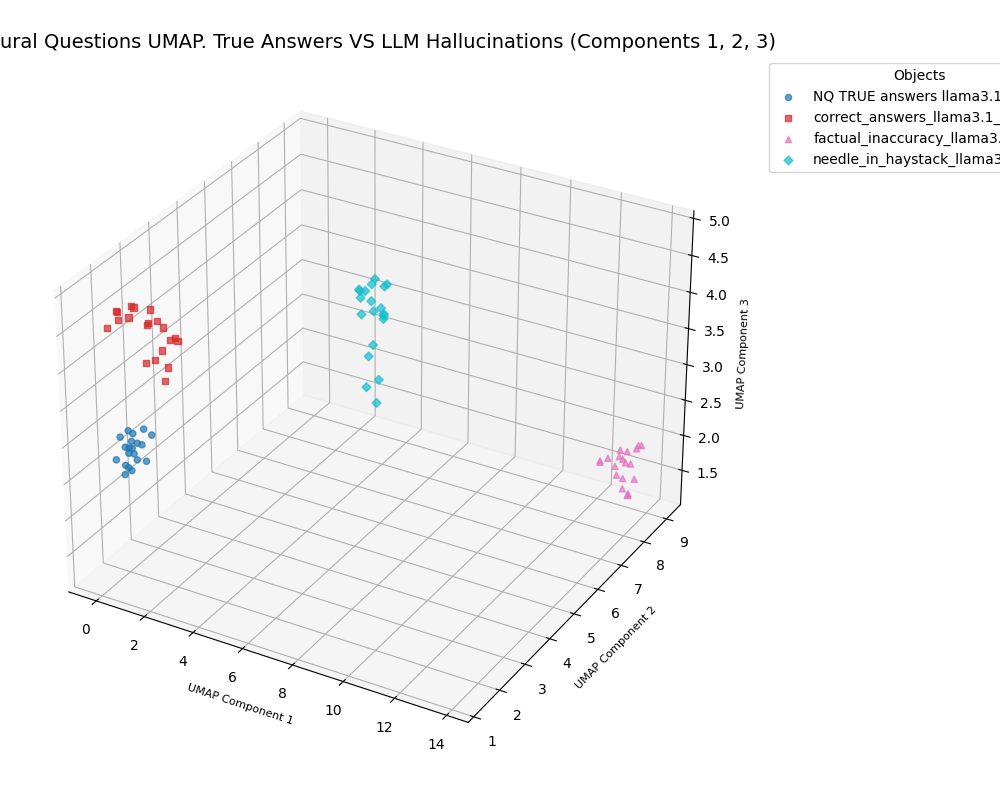 ural Questions UMAP. True Answers VS LLM Hallucinations (Components 1, 2, 3)
Objects
NQ TRUE answers llama3.1
correct_answers_llama3.1_
factual_inaccuracy_llama3.
needle_in_haystack_llama3
5.0
4.5
4.0
3.5
3.0
2.5
2.0
1.5
UMAP Component 3
9
8
7
6
5
4
3
2
1
UMAP Component 2
0
2
4
6
8
10
12
14
UMAP Component 1